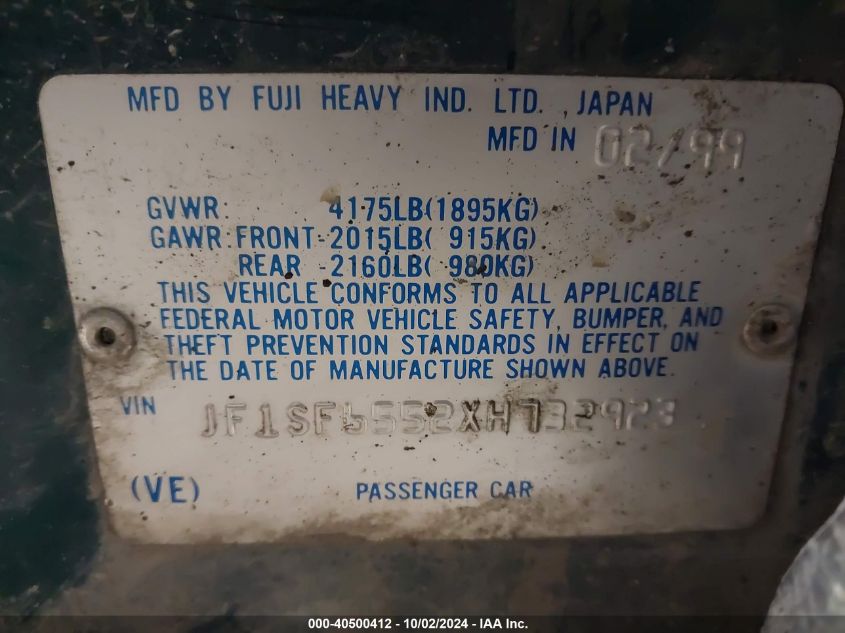 MFD BY FUJI HEAVY IND. LTD. , JAPAN
MFD IN 02/99
GVWR: 4175LB(1895KG)
GAWR:FRONT-2015LB( 915KG)
REAR -2160LB( 980KG)
THIS VEHICLE CONFORMS TO ALL APPLICABLE
FEDERAL MOTOR VEHICLE SAFETY, BUMPER, AND
THEFT PREVENTION STANDARDS IN EFFECT ON
THE DATE OF MANUFACTURE SHOWN ABOVE.
VIN JF1SF6552XH732923
(VE) PASSENGER CAR
000-40500412 - 10/02/2024 - IAA Inc.